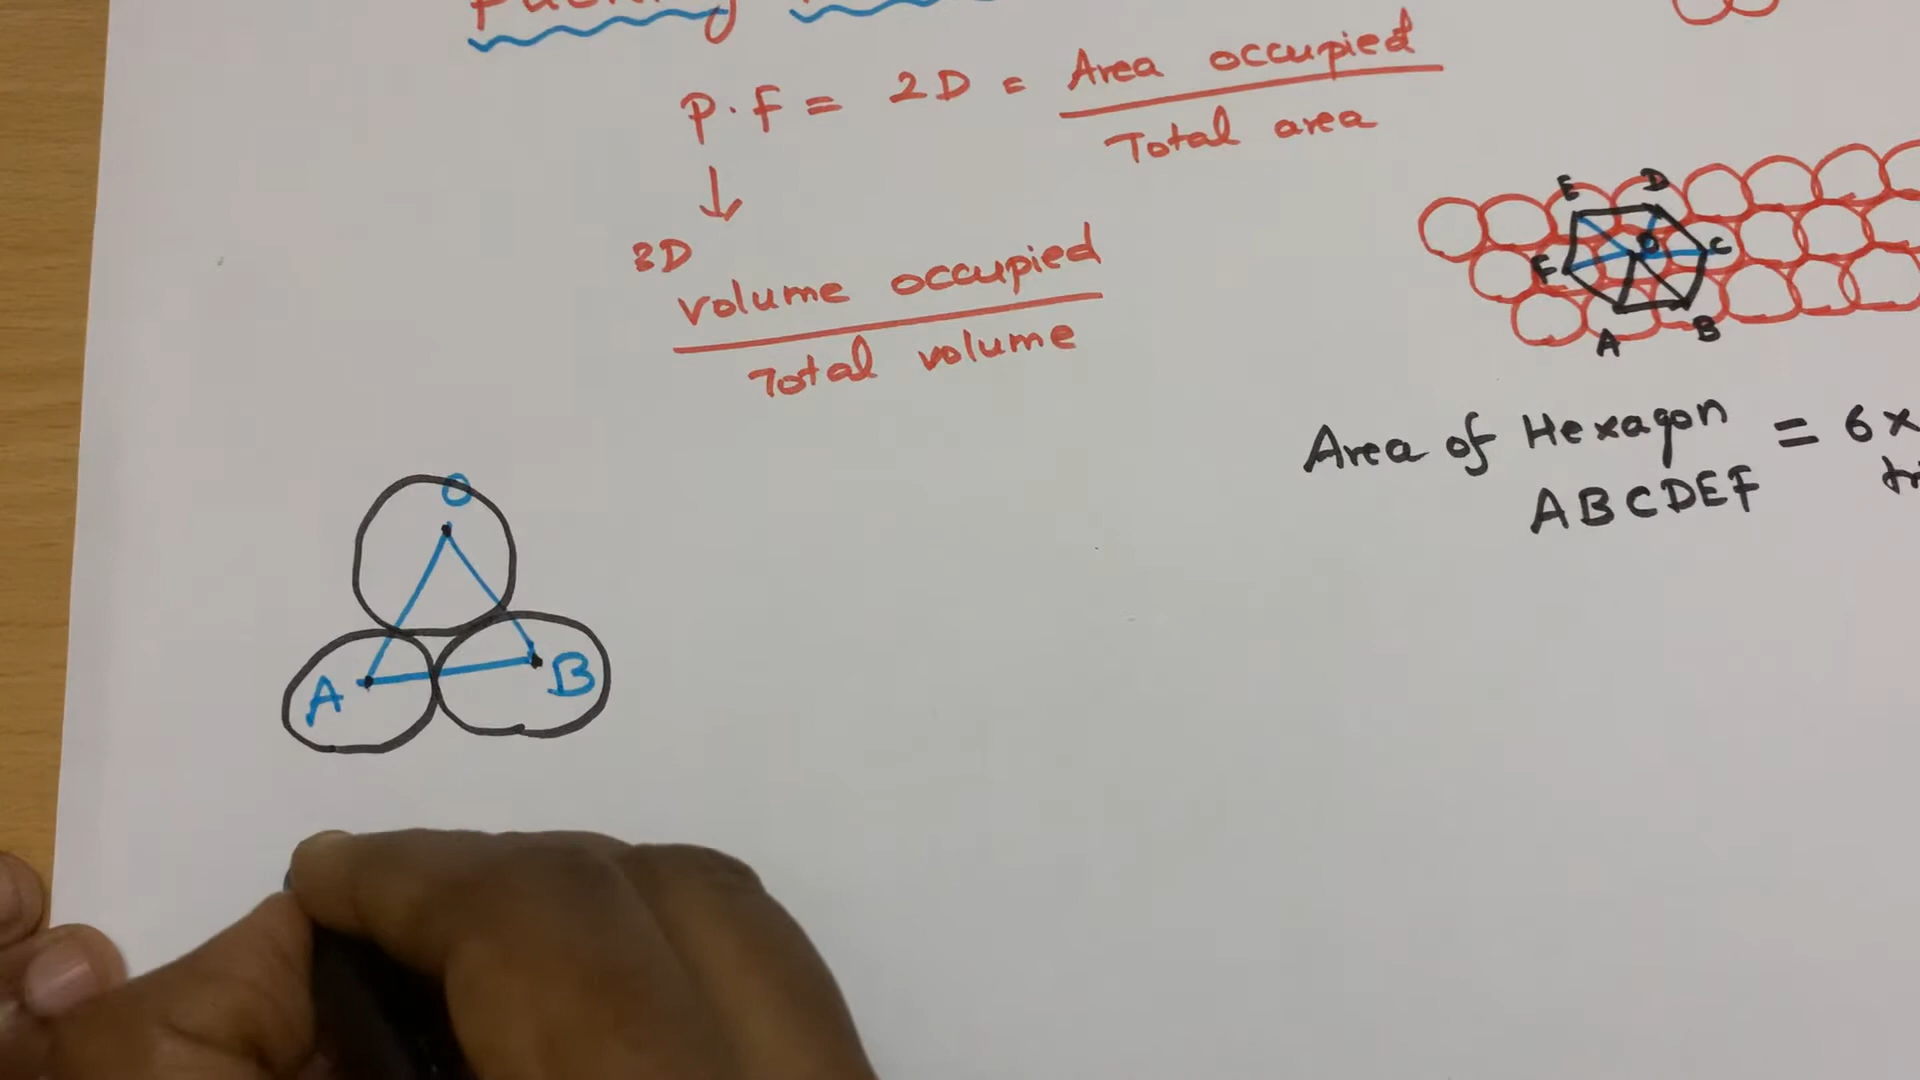 P.F = 2D = Area occupied
Total area
↓
3D
volume occupied
Total volume
E D
F O C
A B
Area of Hexagon = 6 x
ABCDEF
O
A B